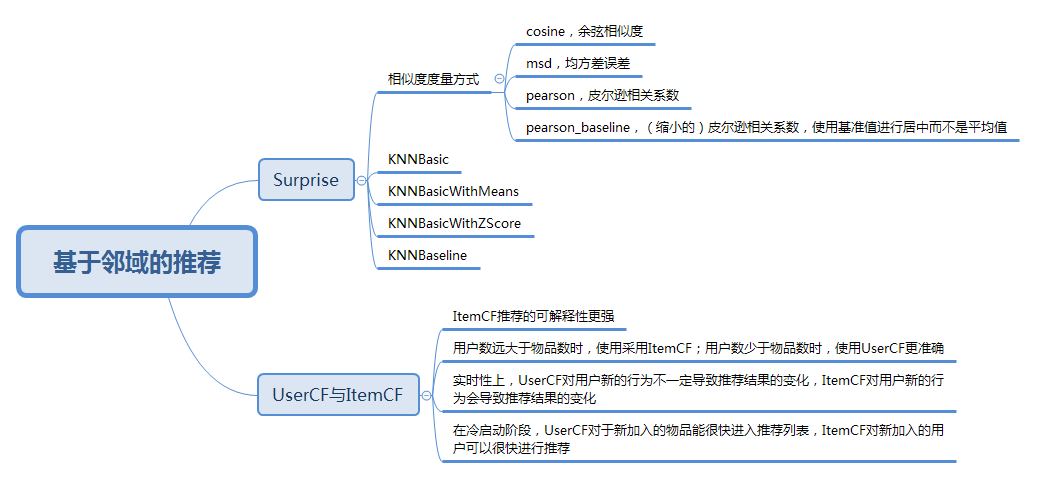 基于邻域的推荐
Surprise
相似度度量方式
cosine，余弦相似度
msd，均方差误差
pearson，皮尔逊相关系数
pearson_baseline，（缩小的）皮尔逊相关系数，使用基准值进行居中而不是平均值
KNNBasic
KNNBasicWithMeans
KNNBasicWithZScore
KNNBaseline
UserCF与ItemCF
ItemCF推荐的可解释性更强
用户数远大于物品数时，使用采用ItemCF；用户数少于物品数时，使用UserCF更准确
实时性上，UserCF对用户新的行为不一定导致推荐结果的变化，ItemCF对用户新的行
为会导致推荐结果的变化
在冷启动阶段，UserCF对于新加入的物品能很快进入推荐列表，ItemCF对新加入的用
户可以很快进行推荐